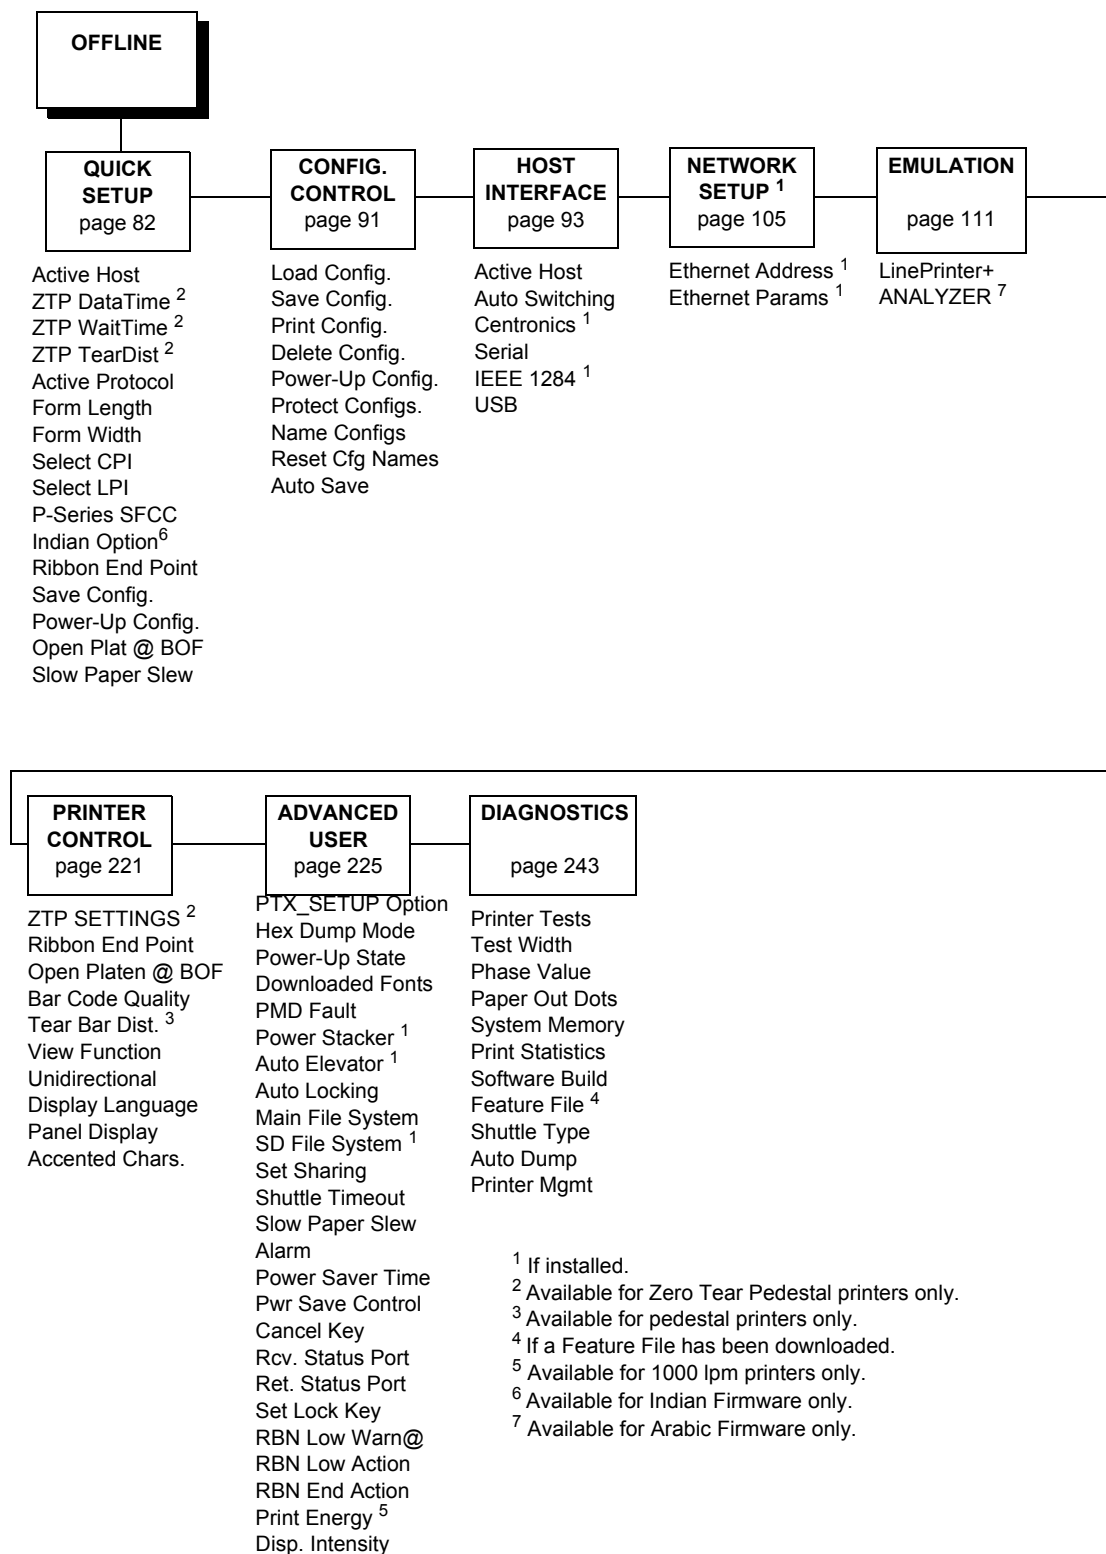 OFFLINE
QUICK
SETUP
page 82
CONFIG.
CONTROL
page 91
HOST
INTERFACE
page 93
NETWORK
SETUP 1
page 105
EMULATION
page 111
Active Host
ZTP DataTime 2
ZTP WaitTime 2
ZTP TearDist 2
Active Protocol
Form Length
Form Width
Select CPI
Select LPI
P-Series SFCC
Indian Option6
Ribbon End Point
Save Config.
Power-Up Config.
Open Plat @ BOF
Slow Paper Slew
Load Config.
Save Config.
Print Config.
Delete Config.
Power-Up Config.
Protect Configs.
Name Configs
Reset Cfg Names
Auto Save
Active Host
Auto Switching
Centronics 1
Serial
IEEE 1284 1
USB
Ethernet Address 1
Ethernet Params 1
LinePrinter+
ANALYZER 7
PRINTER
CONTROL
page 221
ADVANCED
USER
page 225
DIAGNOSTICS
page 243
ZTP SETTINGS 2
Ribbon End Point
Open Platen @ BOF
Bar Code Quality
Tear Bar Dist. 3
View Function
Unidirectional
Display Language
Panel Display
Accented Chars.
PTX_SETUP Option
Hex Dump Mode
Power-Up State
Downloaded Fonts
PMD Fault
Power Stacker 1
Auto Elevator 1
Auto Locking
Main File System
SD File System 1
Set Sharing
Shuttle Timeout
Slow Paper Slew
Alarm
Power Saver Time
Pwr Save Control
Cancel Key
Rcv. Status Port
Ret. Status Port
Set Lock Key
RBN Low Warn@
RBN Low Action
RBN End Action
Print Energy 5
Disp. Intensity
Printer Tests
Test Width
Phase Value
Paper Out Dots
System Memory
Print Statistics
Software Build
Feature File 4
Shuttle Type
Auto Dump
Printer Mgmt
1 If installed.
2 Available for Zero Tear Pedestal printers only.
3 Available for pedestal printers only.
4 If a Feature File has been downloaded.
5 Available for 1000 lpm printers only.
6 Available for Indian Firmware only.
7 Available for Arabic Firmware only.